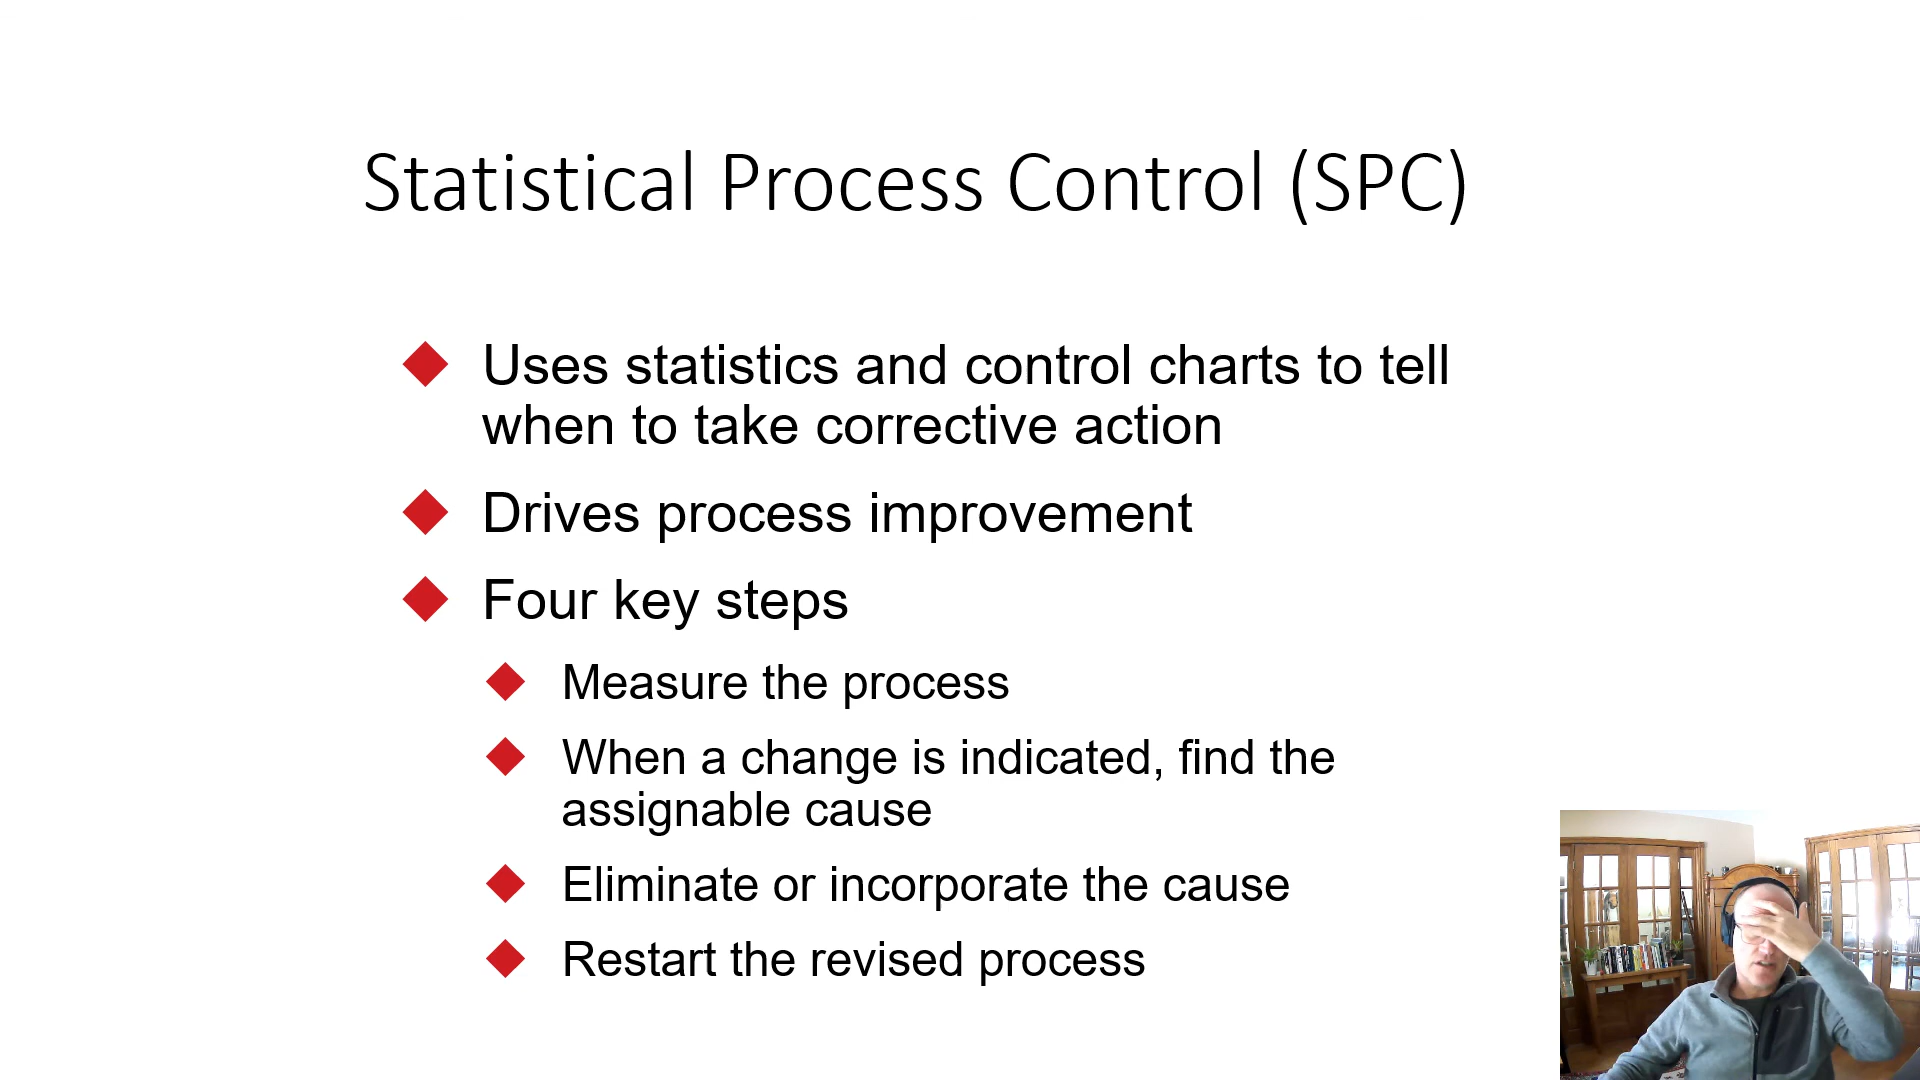 Statistical Process Control (SPC)
Uses statistics and control charts to tell
when to take corrective action
Drives process improvement
Four key steps
Measure the process
When a change is indicated, find the
assignable cause
Eliminate or incorporate the cause
Restart the revised process